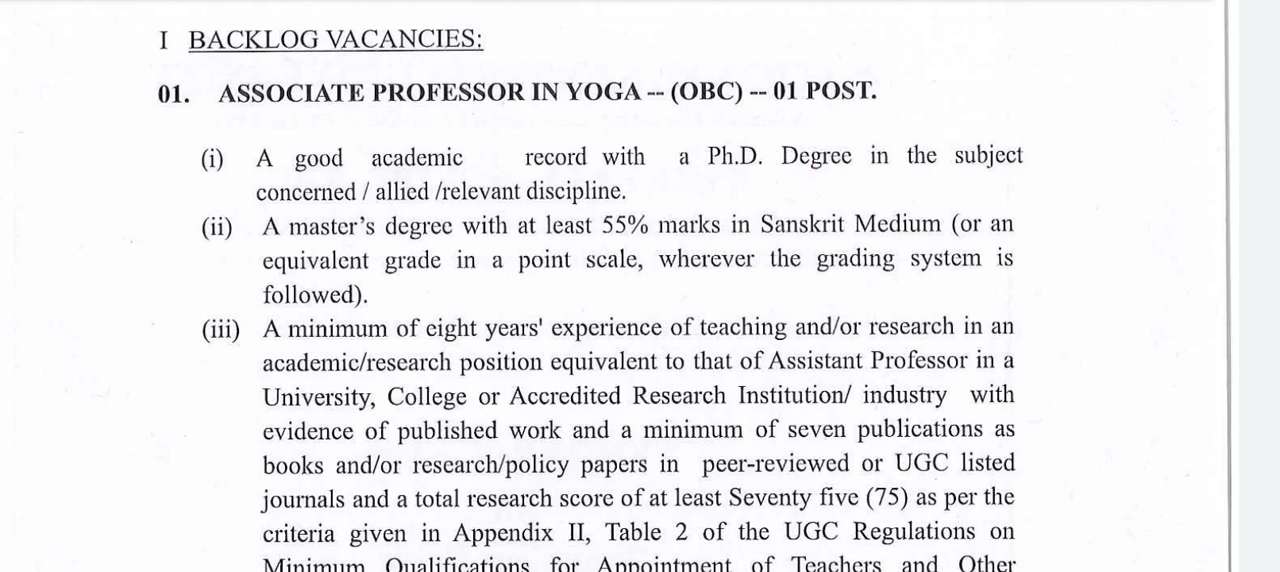 I BACKLOG VACANCIES:
01. ASSOCIATE PROFESSOR IN YOGA -- (OBC) -- 01 POST.
(i) A good academic record with a Ph.D. Degree in the subject
concerned / allied /relevant discipline.
(ii) A master's degree with at least 55% marks in Sanskrit Medium (or an
equivalent grade in a point scale, wherever the grading system is
followed).
(iii) A minimum of eight years' experience of teaching and/or research in an
academic/research position equivalent to that of Assistant Professor in a
University, College or Accredited Research Institution/ industry with
evidence of published work and a minimum of seven publications as
books and/or research/policy papers in peer-reviewed or UGC listed
journals and a total research score of at least Seventy five (75) as per the
criteria given in Appendix II, Table 2 of the UGC Regulations on
Minimum Qualifications for Appointment of Teachers and Other